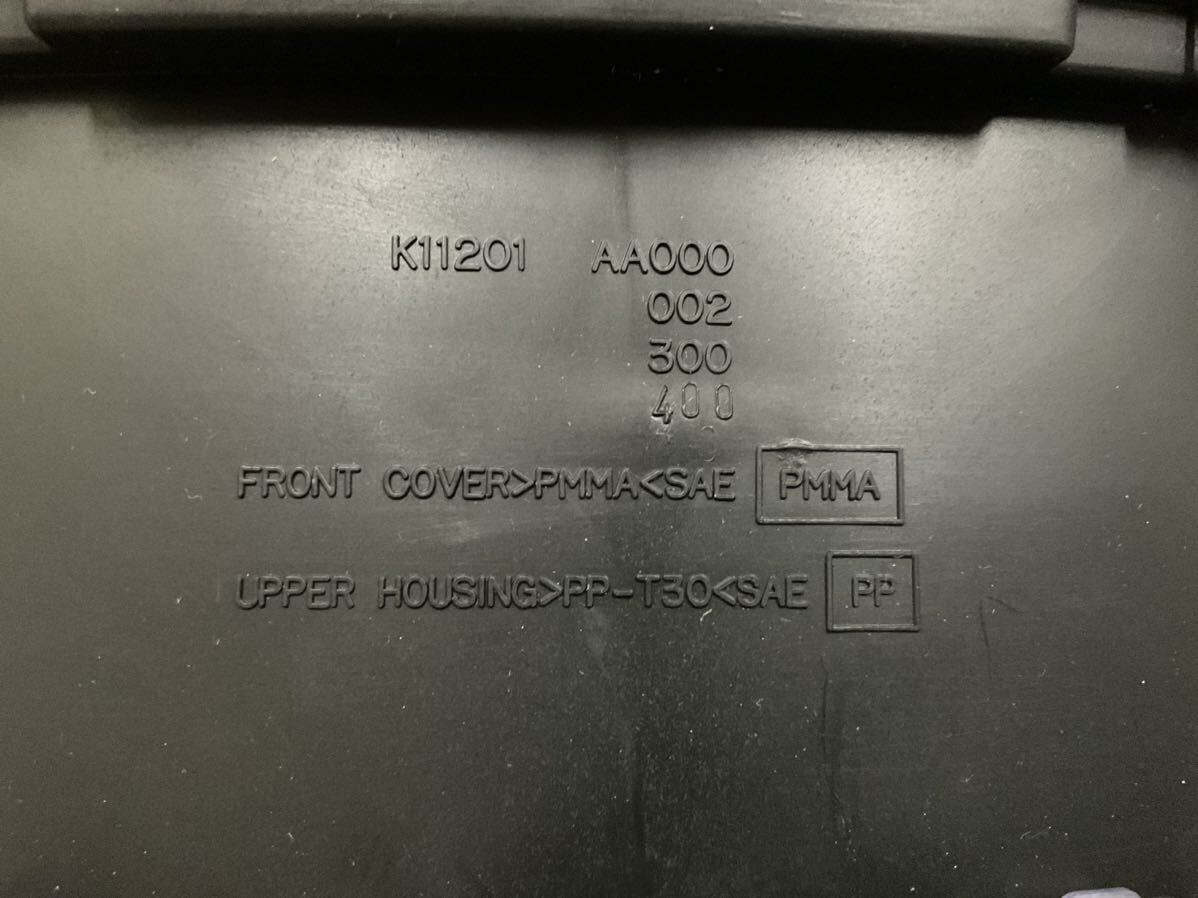 K11201 AA000
002
300
400
FRONT COVER>PMMA<SAE PMMA
UPPER HOUSING>PP-T30<SAE PP